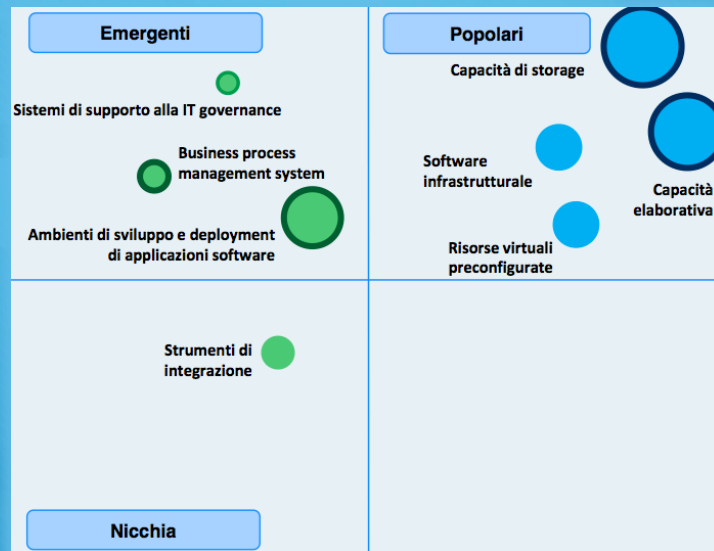 Emergenti
Popolari
Capacità di storage
Sistemi di supporto alla IT governance
Business process
management system
Software
infrastrutturale
Capacità
elaborativa
Ambienti di sviluppo e deployment
di applicazioni software
Risorse virtuali
preconfigurate
Strumenti di
integrazione
Nicchia